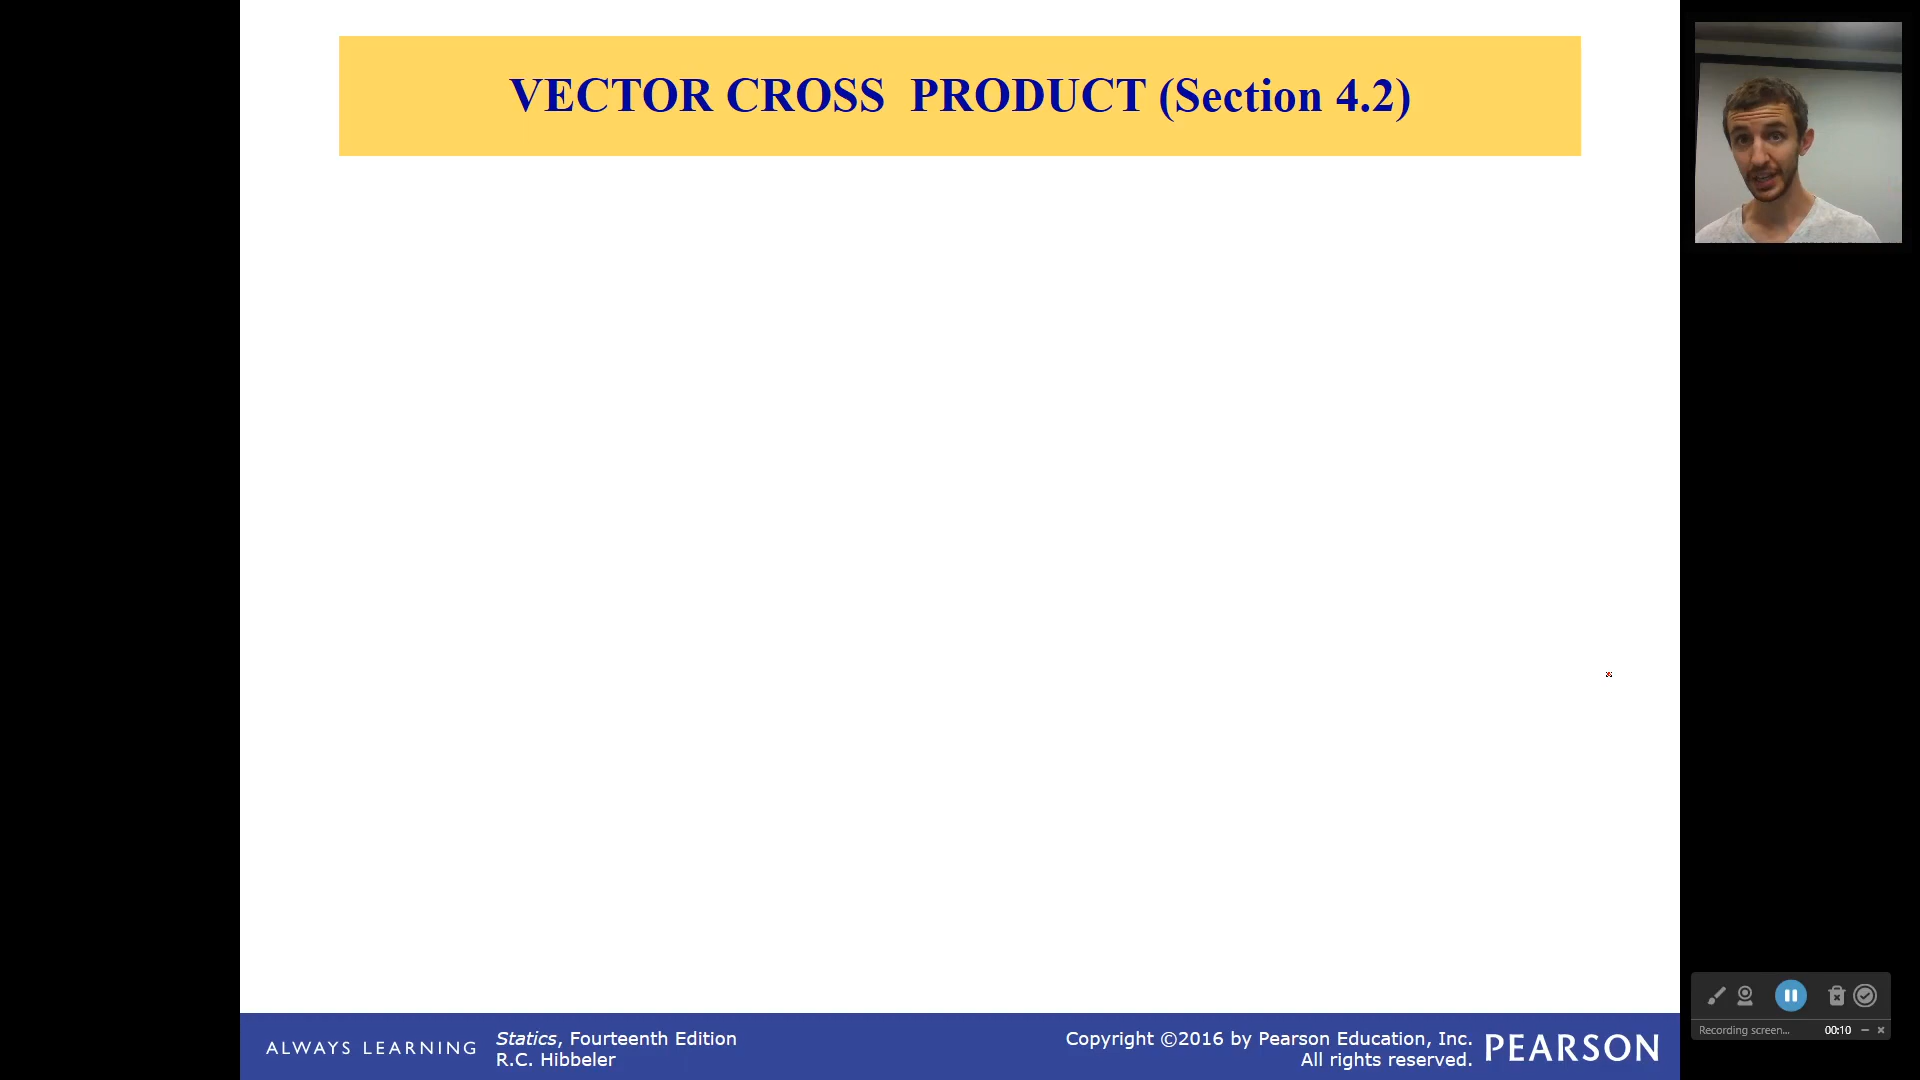 VECTOR CROSS PRODUCT (Section 4.2)
ALWAYS LEARNING
Statics, Fourteenth Edition
R.C. Hibbeler
Copyright ©2016 by Pearson Education, Inc.
All rights reserved.
PEARSON
Recording screen... 00:10